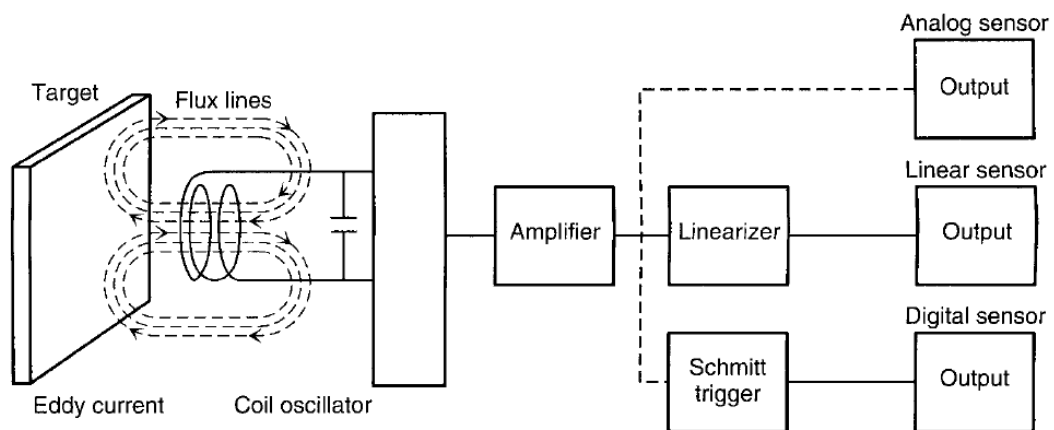 Analog sensor
Output
Target
Flux lines
Linear sensor
Amplifier
Linearizer
Output
Digital sensor
Schmitt
trigger
Output
Eddy current
Coil oscillator